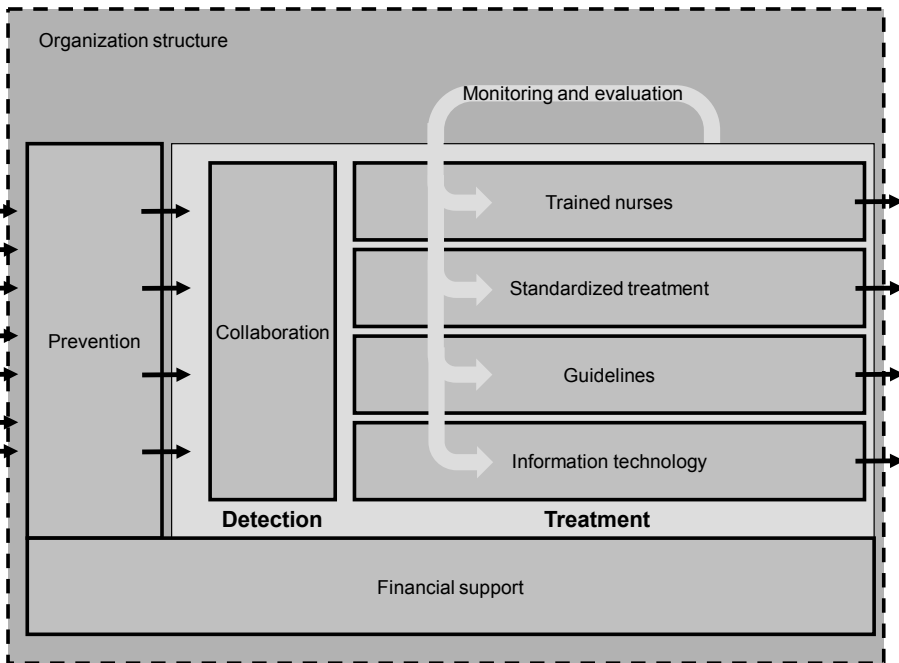 Organization structure
Monitoring and evaluation
Prevention
Collaboration
Trained nurses
Standardized treatment
Guidelines
Information technology
Detection
Treatment
Financial support